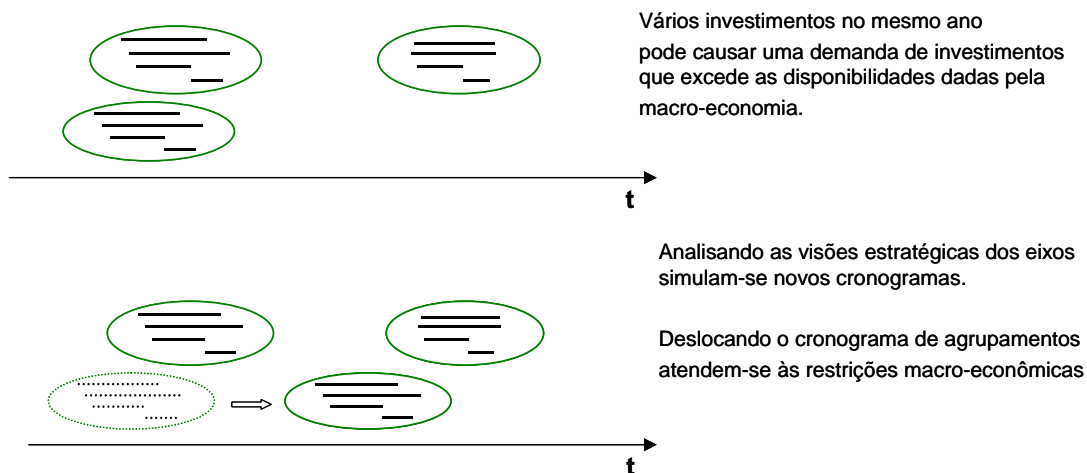 Vários investimentos no mesmo ano
pode causar uma demanda de investimentos
que excede as disponibilidades dadas pela
macro-economia.
t
Analisando as visões estratégicas dos eixos
simulam-se novos cronogramas.
Deslocando o cronograma de agrupamentos
atendem-se às restrições macro-econômicas
t